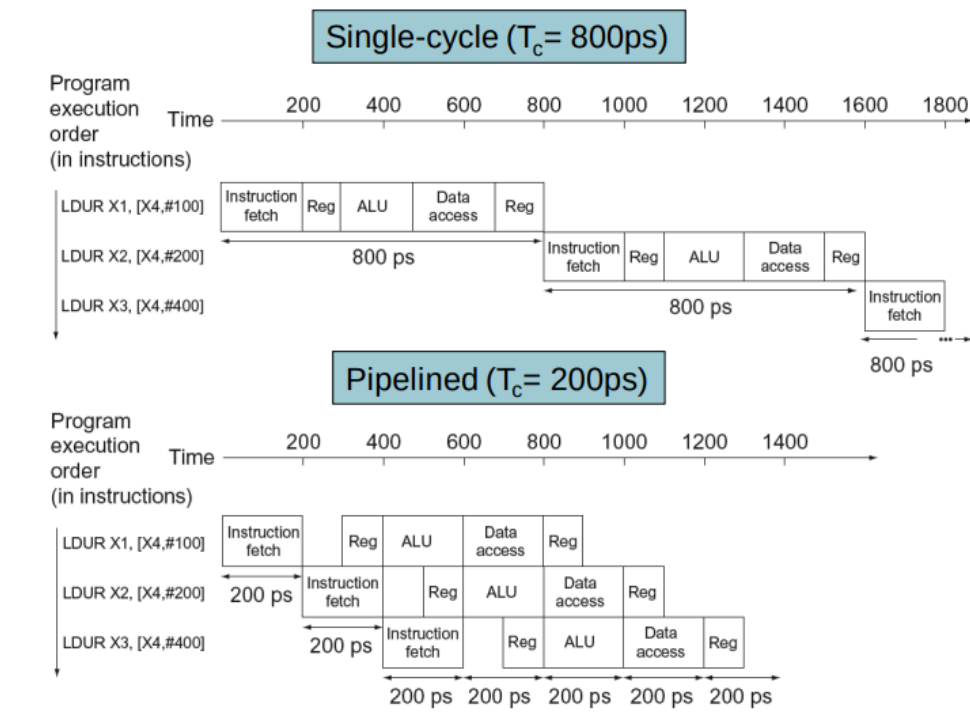 Single-cycle (Tc= 800ps)
Program
execution
order
(in instructions)
Time
200 400 600 800 1000 1200 1400 1600 1800
LDUR X1, [X4,#100]
Instruction
fetch
Reg
ALU
Data
access
Reg
800 ps
LDUR X2, [X4,#200]
Instruction
fetch
Reg
ALU
Data
access
Reg
800 ps
LDUR X3, [X4,#400]
Instruction
fetch
...
800 ps
Pipelined (Tc= 200ps)
Program
execution
order
(in instructions)
Time
200 400 600 800 1000 1200 1400
LDUR X1, [X4,#100]
Instruction
fetch
Reg
ALU
Data
access
Reg
200 ps
LDUR X2, [X4,#200]
Instruction
fetch
Reg
ALU
Data
access
Reg
200 ps
LDUR X3, [X4,#400]
Instruction
fetch
Reg
ALU
Data
access
Reg
200 ps 200 ps 200 ps 200 ps 200 ps